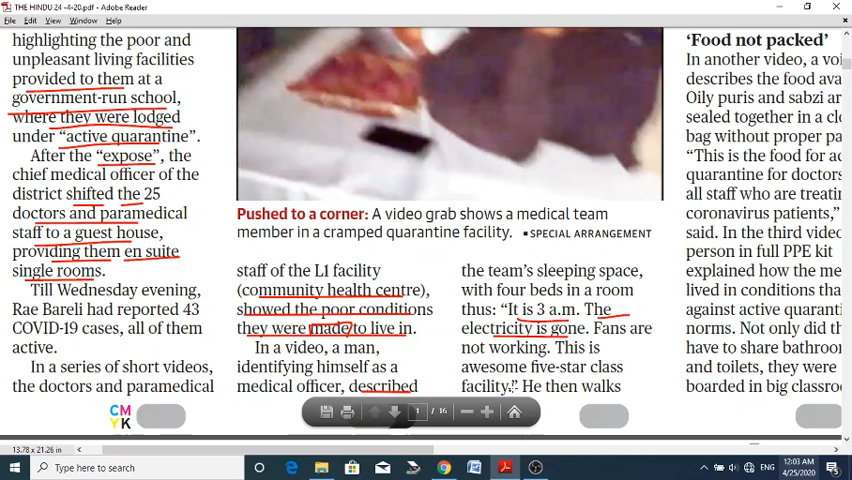 THE HINDU 24 -4-20.pdf - Adobe Reader
File Edit View Window Help
highlighting the poor and
unpleasant living facilities
provided to them at a
government-run school,
where they were lodged
under “active quarantine”.
After the “expose”, the
chief medical officer of the
district shifted the 25
doctors and paramedical
staff to a guest house,
providing them en suite
single rooms.
Till Wednesday evening,
Rae Bareli had reported 43
COVID-19 cases, all of them
active.
In a series of short videos,
the doctors and paramedical
Pushed to a corner: A video grab shows a medical team
member in a cramped quarantine facility. ▪ SPECIAL ARRANGEMENT
staff of the L1 facility
(community health centre),
showed the poor conditions
they were made to live in.
In a video, a man,
identifying himself as a
medical officer, described
the team’s sleeping space,
with four beds in a room
thus: “It is 3 a.m. The
electricity is gone. Fans are
not working. This is
awesome five-star class
facility.” He then walks
‘Food not packed’
In another video, a voi
describes the food ava
Oily puris and sabzi ar
sealed together in a clo
bag without proper pa
“This is the food for ac
quarantine for doctors
all staff who are treatin
coronavirus patients,”
said. In the third video
person in full PPE kit
explained how the me
lived in conditions tha
against active quaranti
norms. Not only did th
have to share bathroon
and toilets, they were
boarded in big classroo
CM
YK
1 / 16
13.78 x 21.26 in
Type here to search
ENG
12:03 AM
4/25/2020
5